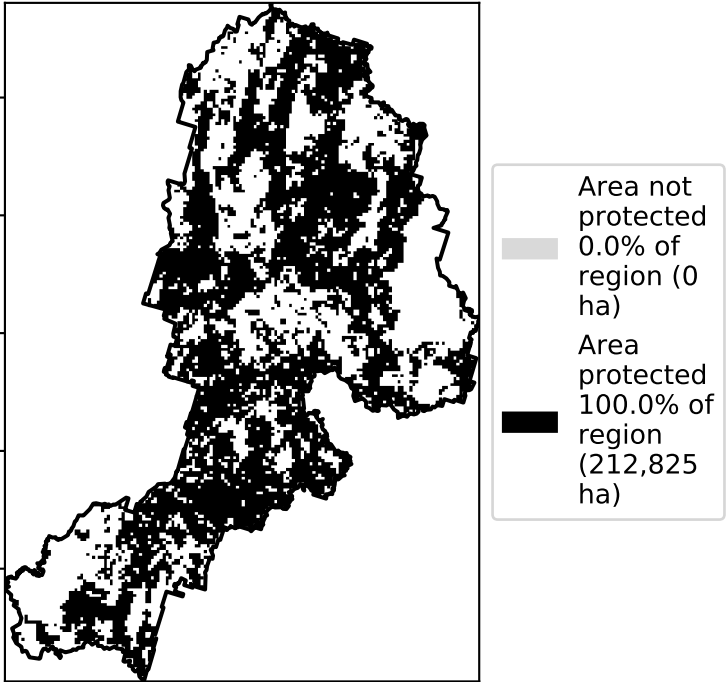 Area not
protected
0.0% of
region (0
ha)
Area
protected
100.0% of
region
(212,825
ha)